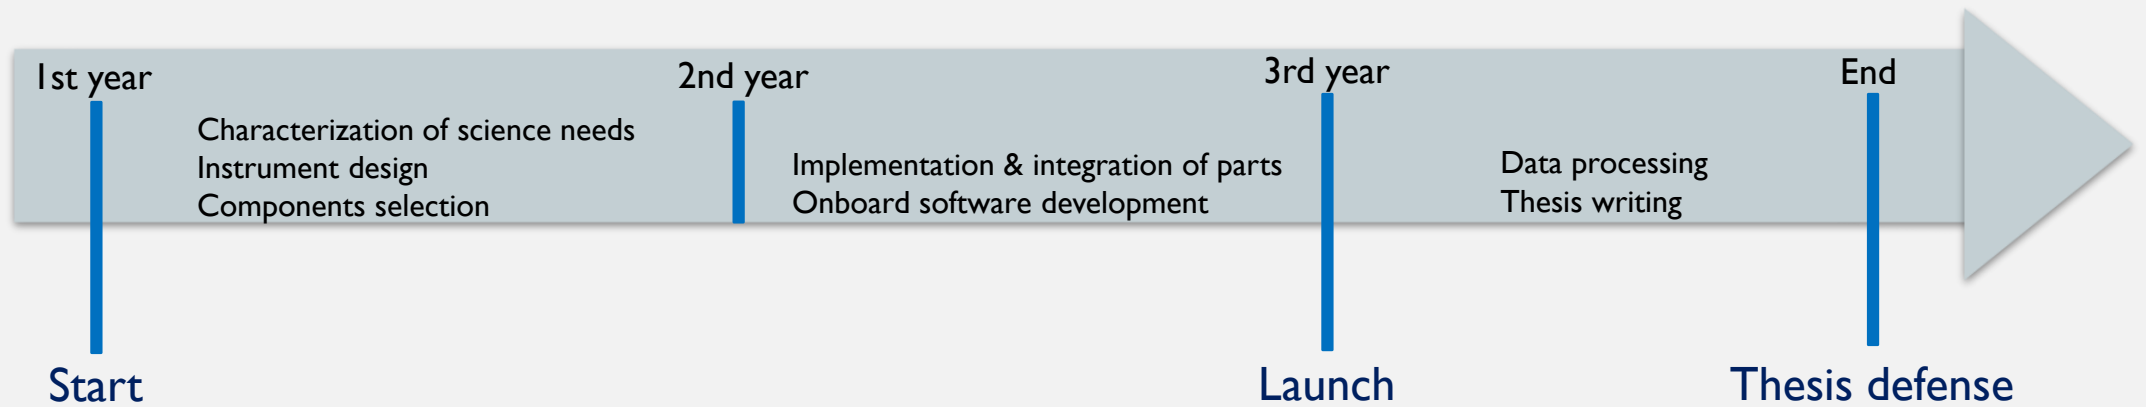 1st year
2nd year
3rd year
End
Characterization of science needs
Instrument design
Components selection
Implementation & integration of parts
Onboard software development
Data processing
Thesis writing
Start
Launch
Thesis defense